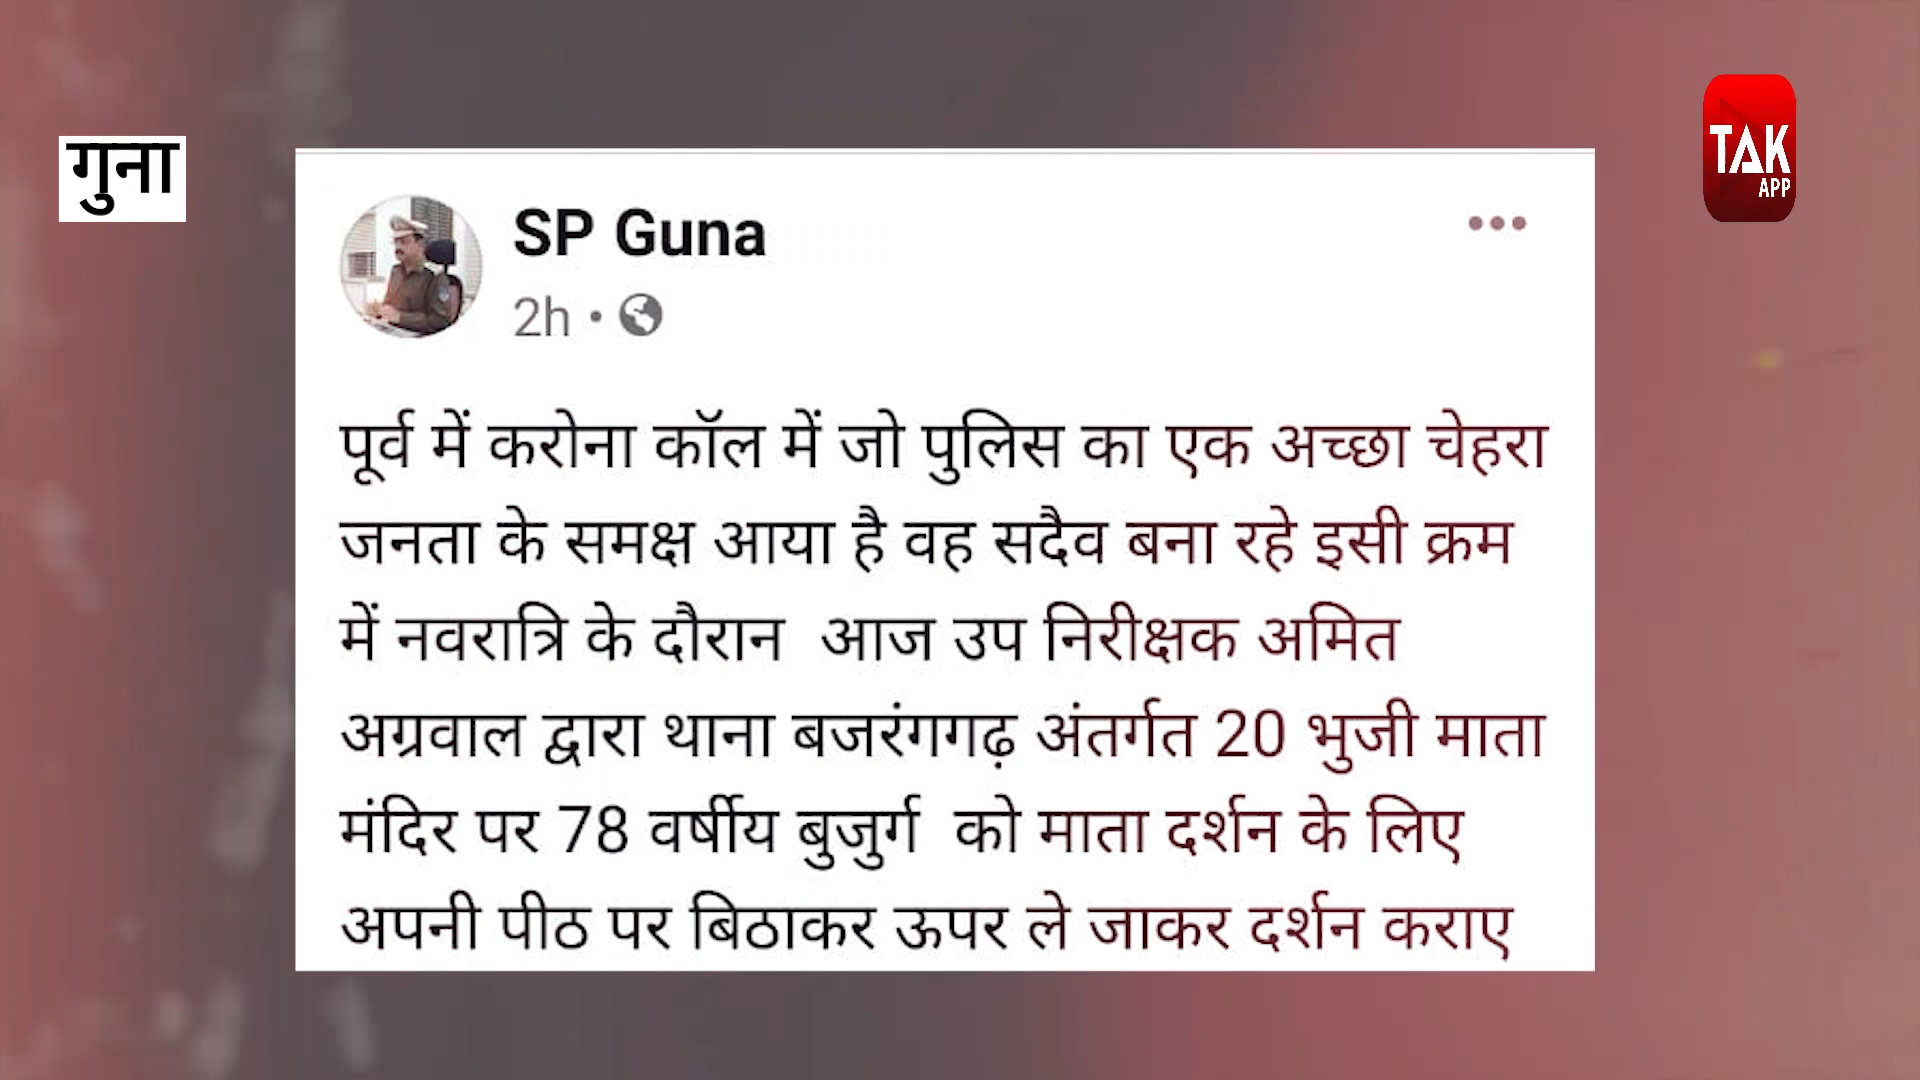 गुना
TAK
APP
SP Guna
2h •
पूर्व में करोना कॉल में जो पुलिस का एक अच्छा चेहरा
जनता के समक्ष आया है वह सदैव बना रहे इसी क्रम
में नवरात्रि के दौरान आज उप निरीक्षक अमित
अग्रवाल द्वारा थाना बजरंगगढ़ अंतर्गत 20 भुजी माता
मंदिर पर 78 वर्षीय बुजुर्ग को माता दर्शन के लिए
अपनी पीठ पर बिठाकर ऊपर ले जाकर दर्शन कराए